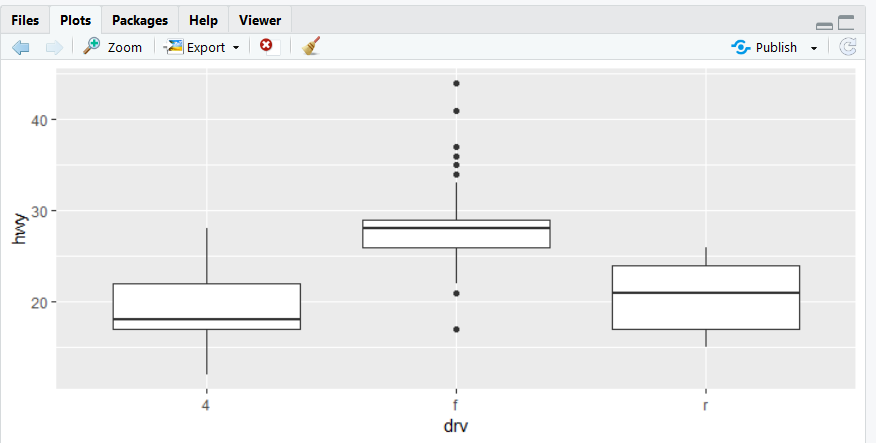 Files Plots Packages Help Viewer
Zoom Export Publish
40
30
20
hwy
4 f r
drv